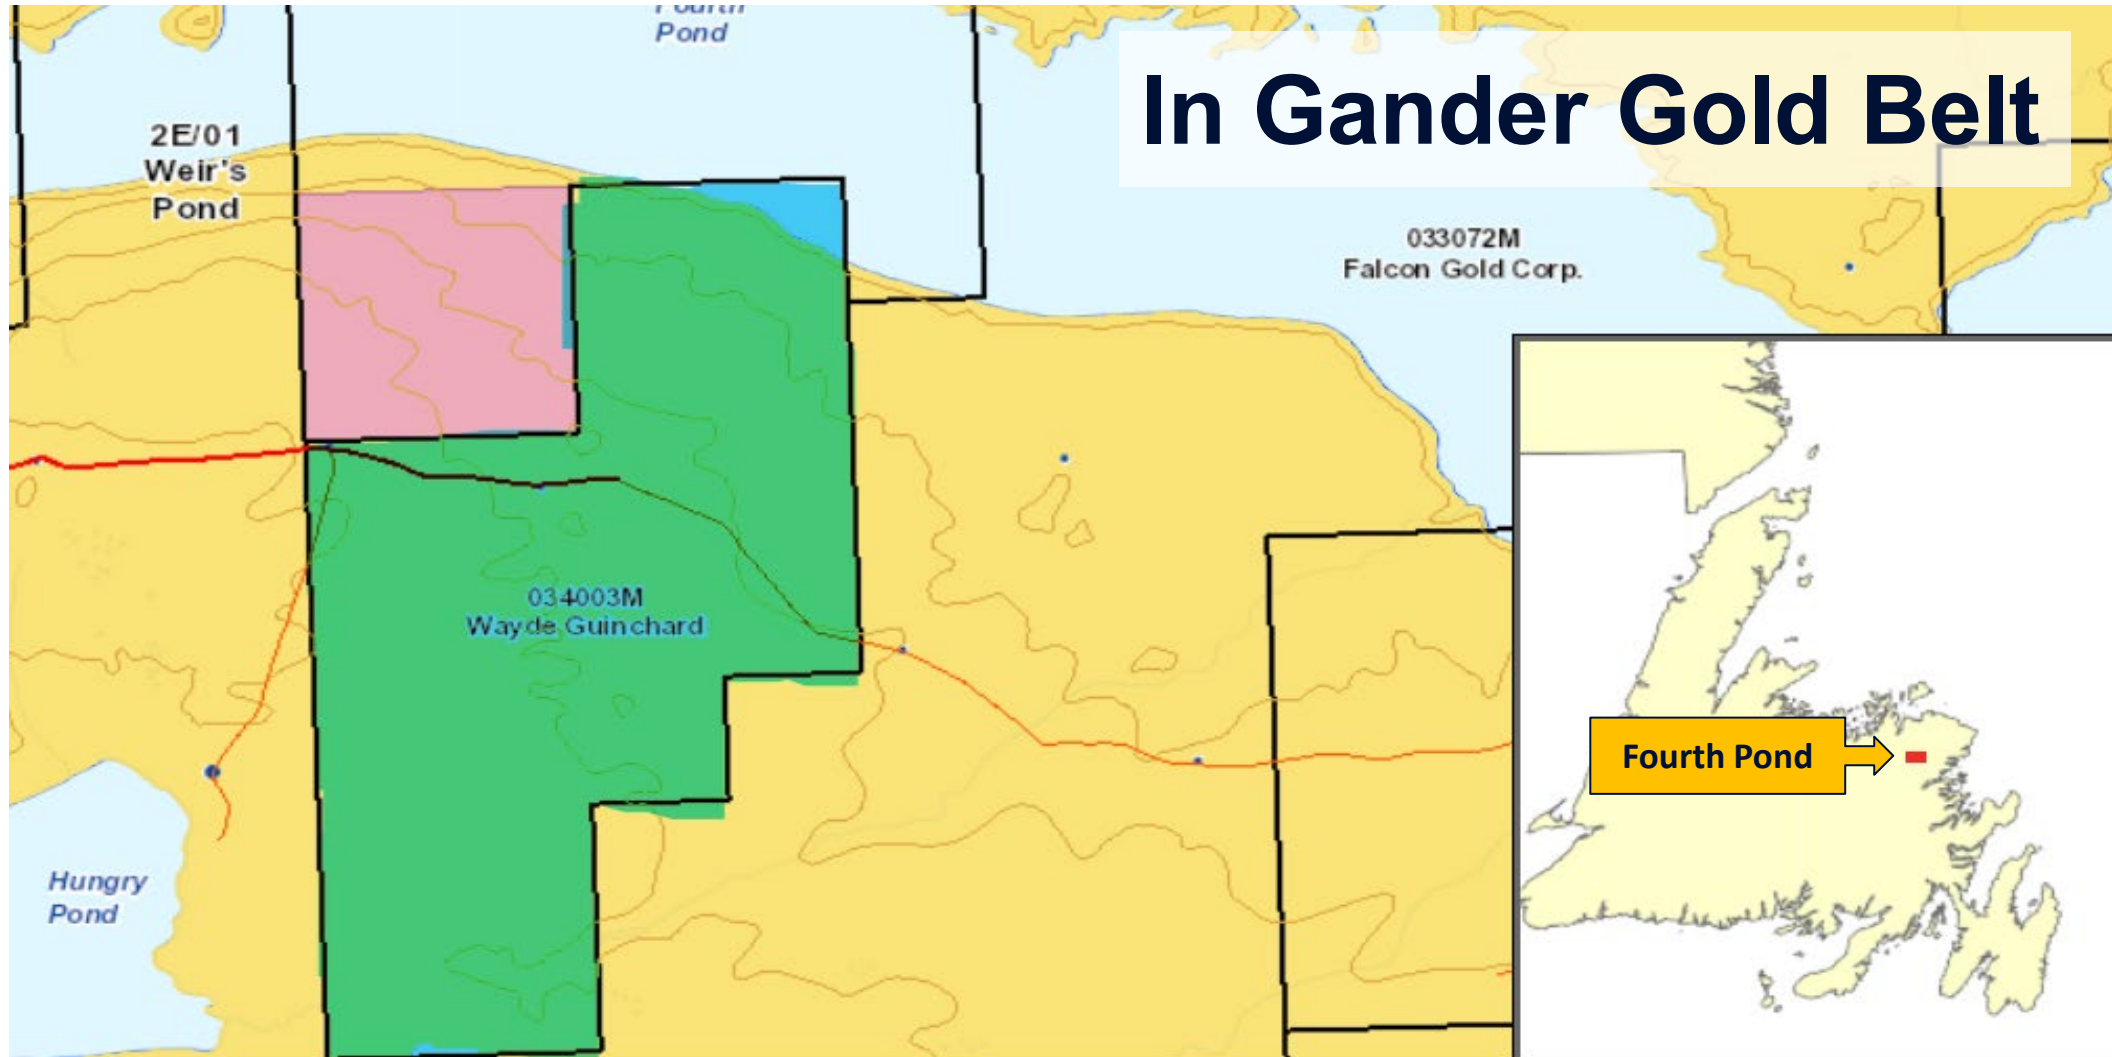 Fourth
Pond
In Gander Gold Belt
2E/01
Weir's
Pond
033072M
Falcon Gold Corp.
034003M
Wayde Guinchard
Fourth Pond
Hungry
Pond